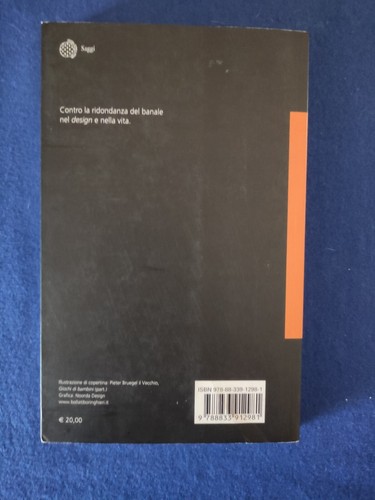 Saggi
Contro la ridondanza del banale
nel design e nella vita.
Illustrazione di copertina: Pieter Bruegel il Vecchio,
Giochi di bambini (part.)
Grafica: Noorda Design
www.bollatiboringhieri.it
€ 20,00
ISBN 978-88-339-1298-1
9 788833 912981